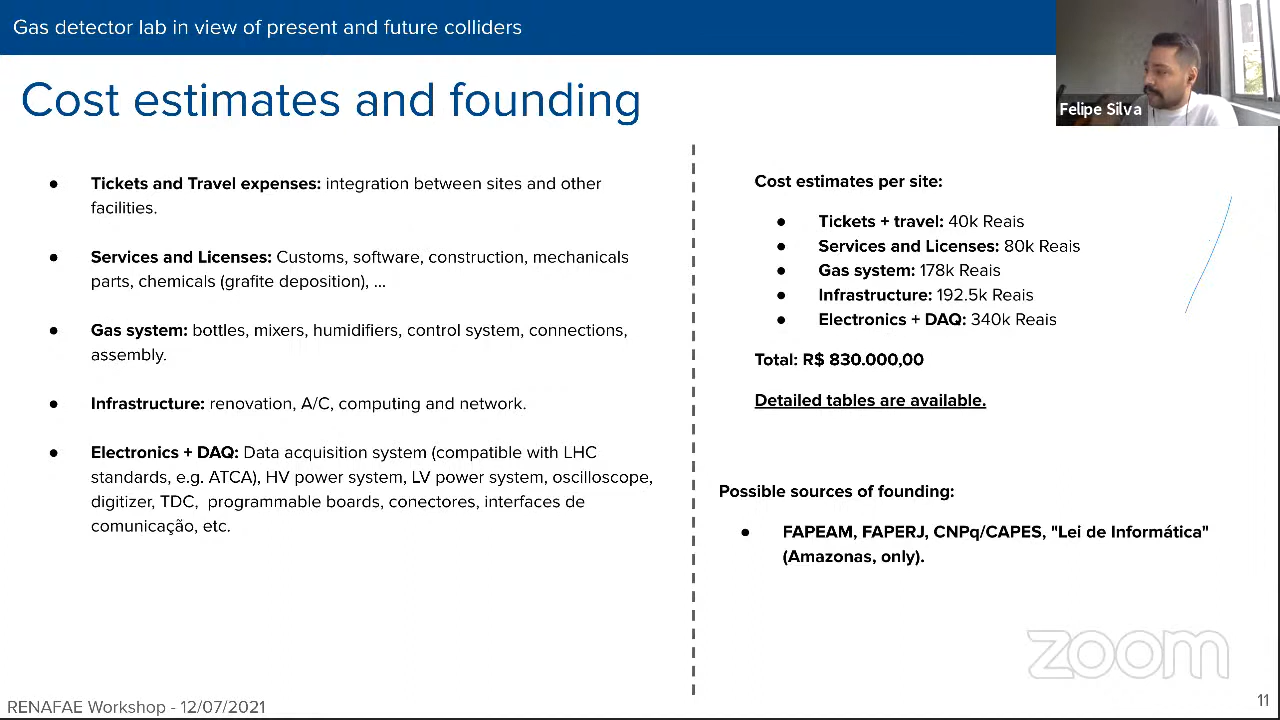 Gas detector lab in view of present and future colliders
Felipe Silva
Cost estimates and founding
● Tickets and Travel expenses: integration between sites and other
facilities.
● Services and Licenses: Customs, software, construction, mechanicals
parts, chemicals (grafite deposition), ...
● Gas system: bottles, mixers, humidifiers, control system, connections,
assembly.
● Infrastructure: renovation, A/C, computing and network.
● Electronics + DAQ: Data acquisition system (compatible with LHC
standards, e.g. ATCA), HV power system, LV power system, oscilloscope,
digitizer, TDC, programmable boards, conectores, interfaces de
comunicação, etc.
Cost estimates per site:
● Tickets + travel: 40k Reais
● Services and Licenses: 80k Reais
● Gas system: 178k Reais
● Infrastructure: 192.5k Reais
● Electronics + DAQ: 340k Reais
Total: R$ 830.000,00
Detailed tables are available.
Possible sources of founding:
● FAPEAM, FAPERJ, CNPq/CAPES, "Lei de Informática"
(Amazonas, only).
zoom
RENAFAE Workshop - 12/07/2021
11